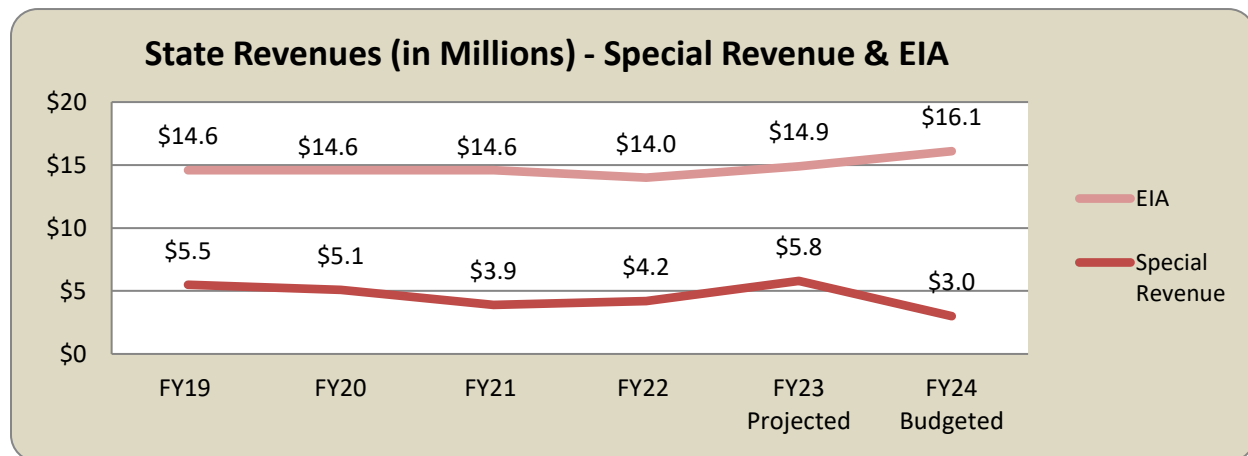 State Revenues (in Millions) - Special Revenue & EIA
$20
$15
$10
$5
$0
$14.6
$14.6
$14.6
$14.0
$14.9
$16.1
$5.5
$5.1
$3.9
$4.2
$5.8
$3.0
FY19
FY20
FY21
FY22
FY23
Projected
FY24
Budgeted
EIA
Special
Revenue